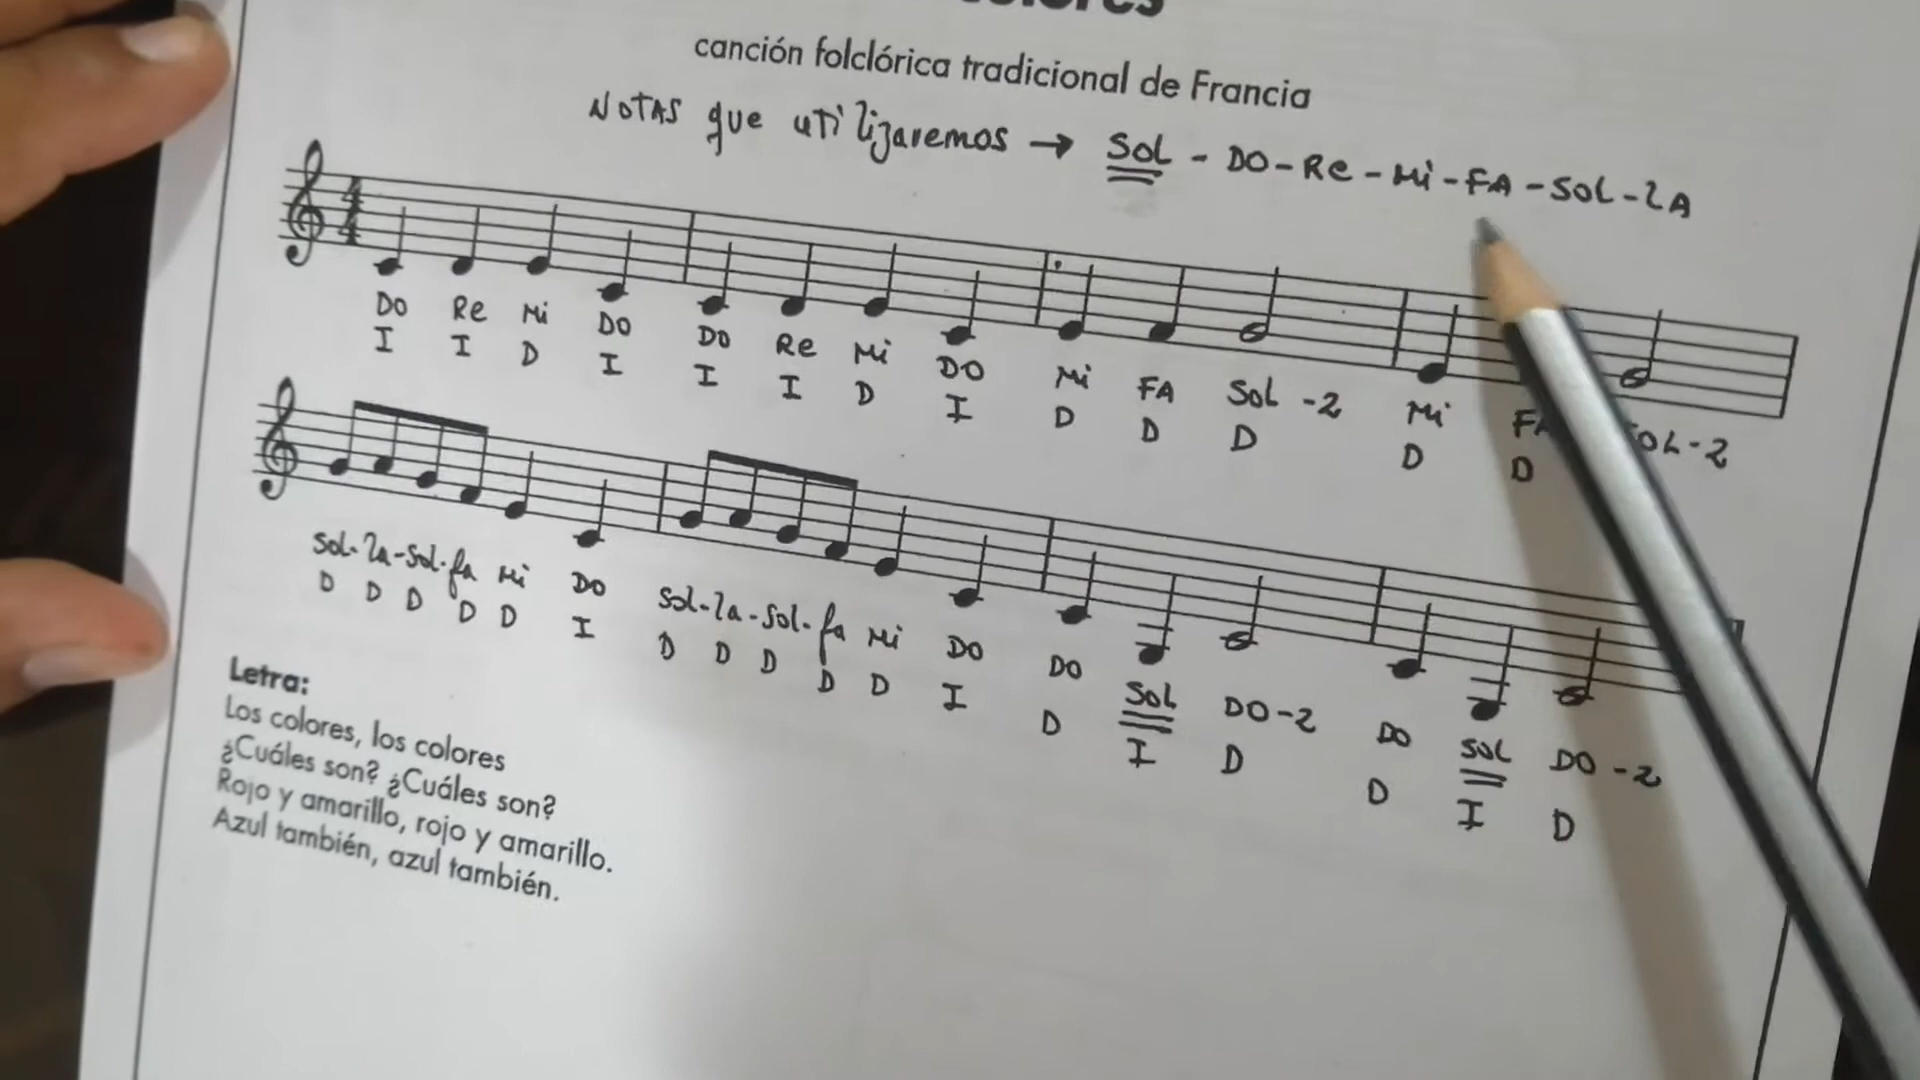 canción folclórica tradicional de Francia
NOTAS que utilizaremos → SOL - DO - Re - Mi - FA - SOL - LA
4
4
DO Re Mi DO DO Re Mi DO Mi FA SOL -2 Mi SOL-2
I I D I I I D I D D D D D
Sol-la-Sol-fa Mi DO Sol-la-Sol-fa Mi DO DO SOL DO-2 DO SOL DO-2
D D D D D I D D D D D I D I D D I D
Letra:
Los colores, los colores
¿Cuáles son? ¿Cuáles son?
Rojo y amarillo, rojo y amarillo.
Azul también, azul también.